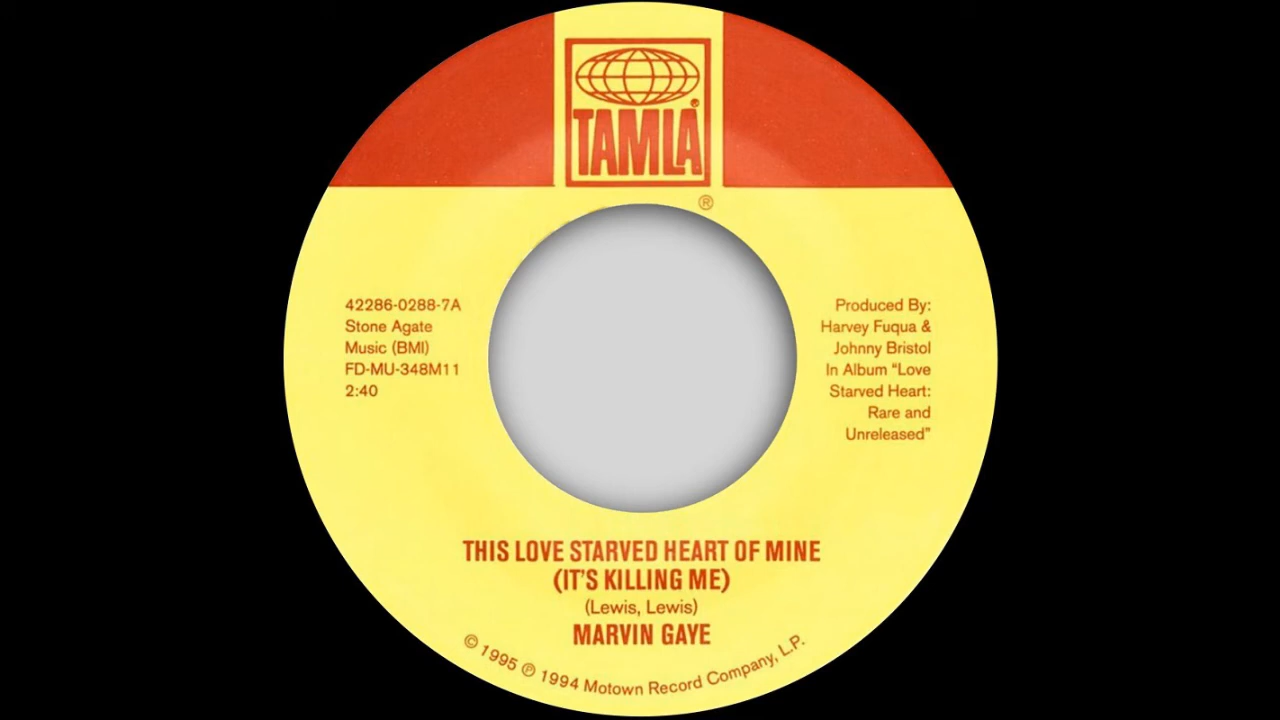 TAMLA®
®
42286-0288-7A
Stone Agate
Music (BMI)
FD-MU-348M11
2:40
Produced By:
Harvey Fuqua &
Johnny Bristol
In Album “Love
Starved Heart:
Rare and
Unreleased”
THIS LOVE STARVED HEART OF MINE
(IT'S KILLING ME)
(Lewis, Lewis)
MARVIN GAYE
© 1995 ℗ 1994 Motown Record Company, L.P.